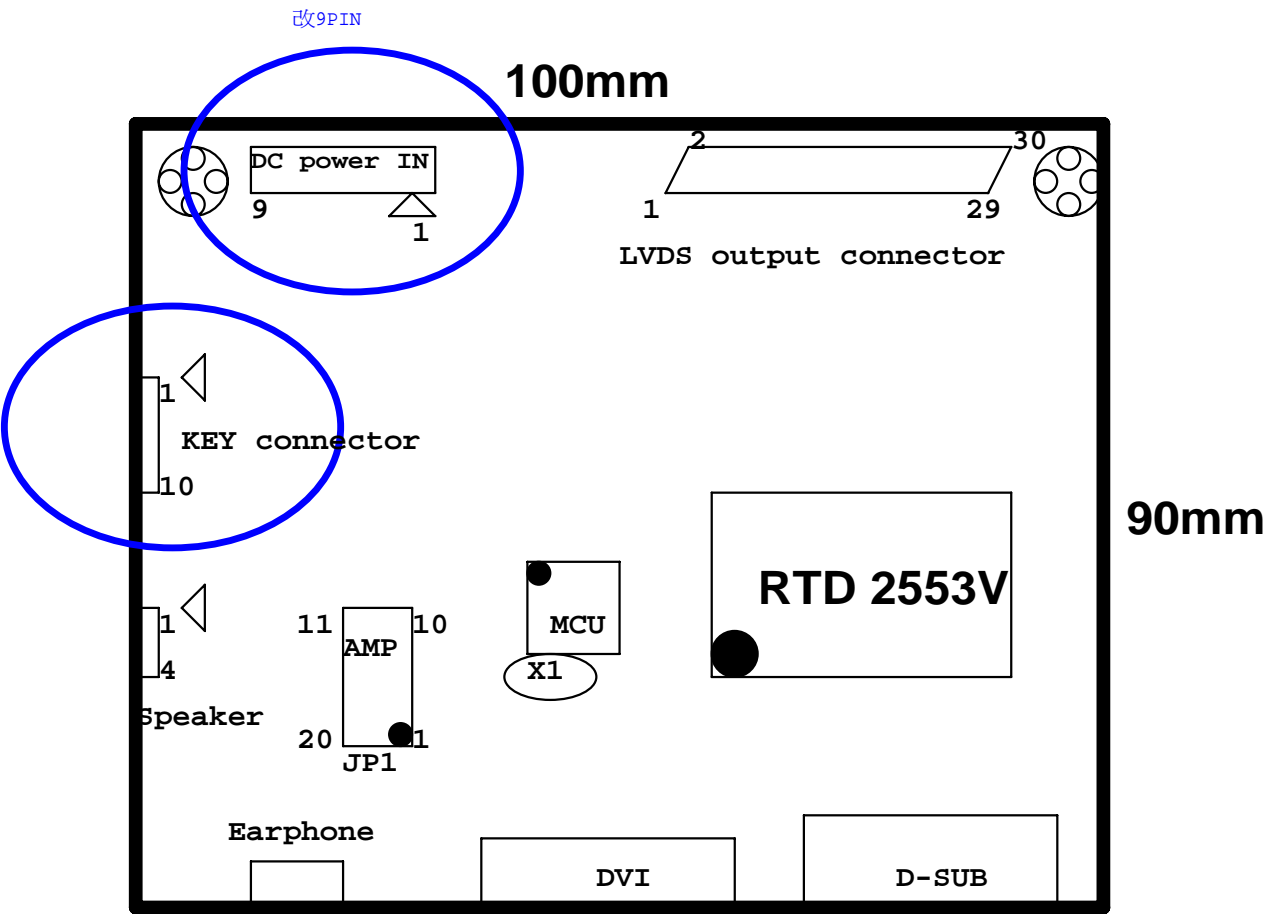 改9PIN
100mm
DC power IN
9
1
2
30
1
29
LVDS output connector
1
KEY connector
10
90mm
RTD 2553V
1
4
Speaker
11
10
AMP
20
1
JP1
MCU
X1
Earphone
DVI
D-SUB